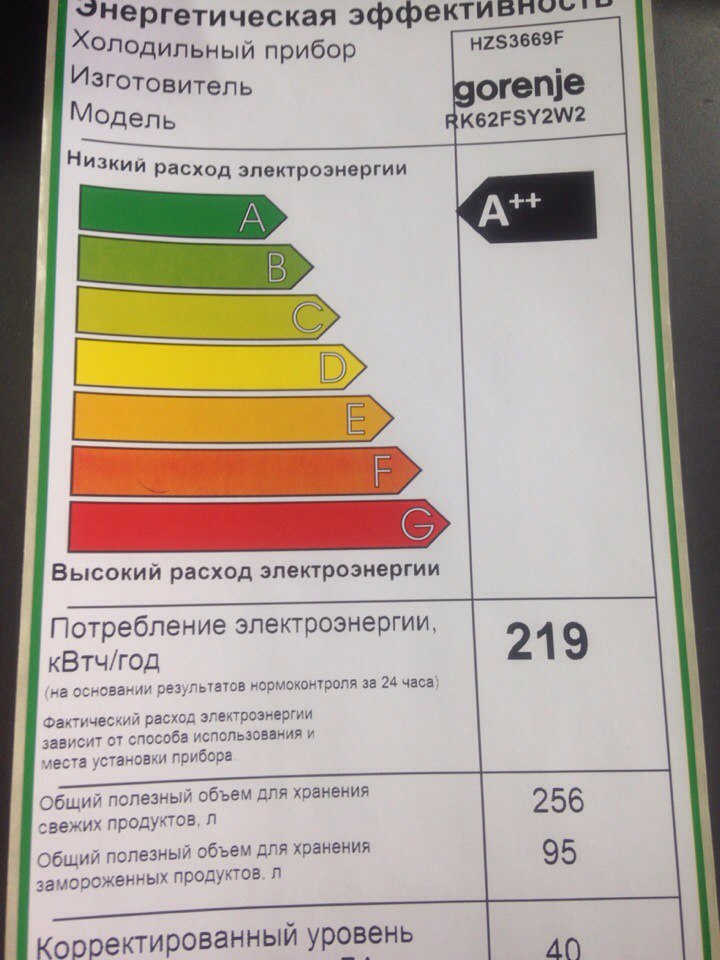 Энергетическая эффективность
Холодильный прибор HZS3669F
Изготовитель gorenje
Модель RK62FSY2W2
Низкий расход электроэнергии
A A++
B
C
D
E
F
G
Высокий расход электроэнергии
Потребление электроэнергии, 219
кВтч/год
(на основании результатов нормоконтроля за 24 часа)
Фактический расход электроэнергии
зависит от способа использования и
места установки прибора.
Общий полезный объем для хранения 256
свежих продуктов, л
Общий полезный объем для хранения 95
замороженных продуктов, л
Корректированный уровень 40